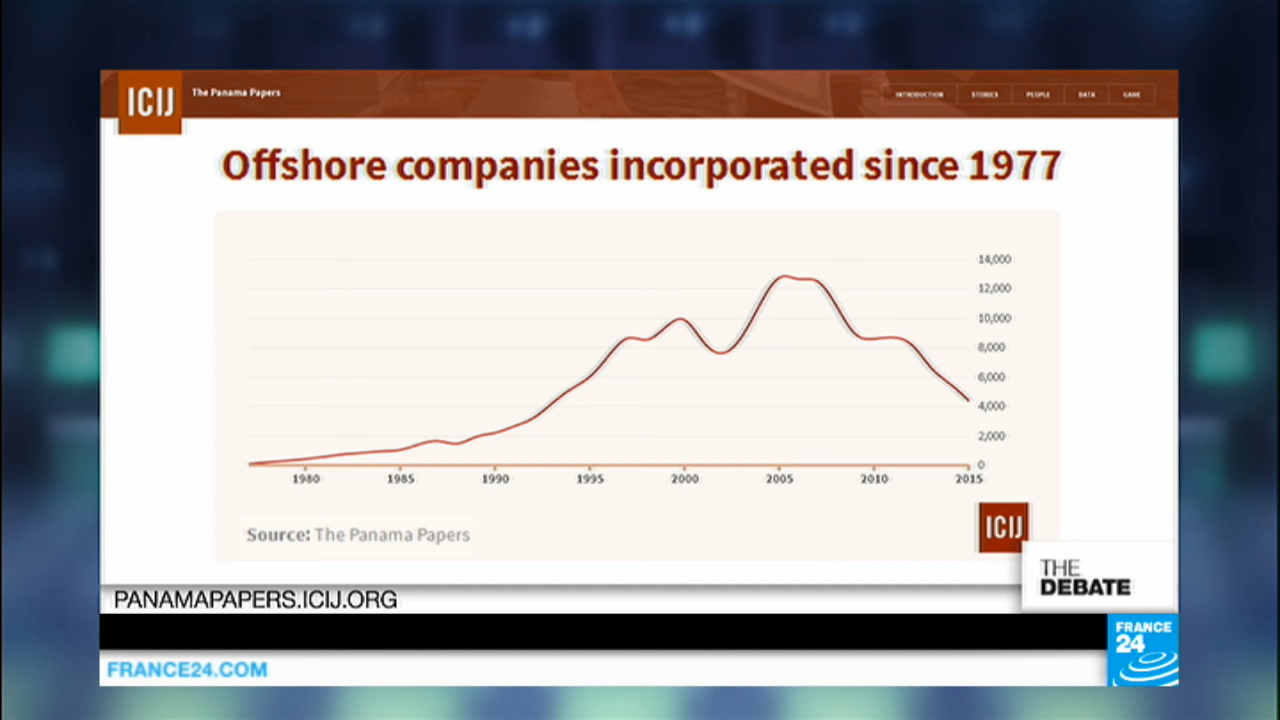 ICIJ
The Panama Papers
INTRODUCTION STORIES PEOPLE DATA GAME
Offshore companies incorporated since 1977
14,000
12,000
10,000
8,000
6,000
4,000
2,000
0
1980 1985 1990 1995 2000 2005 2010 2015
Source: The Panama Papers
ICIJ
THE
DEBATE
PANAMAPAPERS.ICIJ.ORG
FRANCE
24
FRANCE24.COM